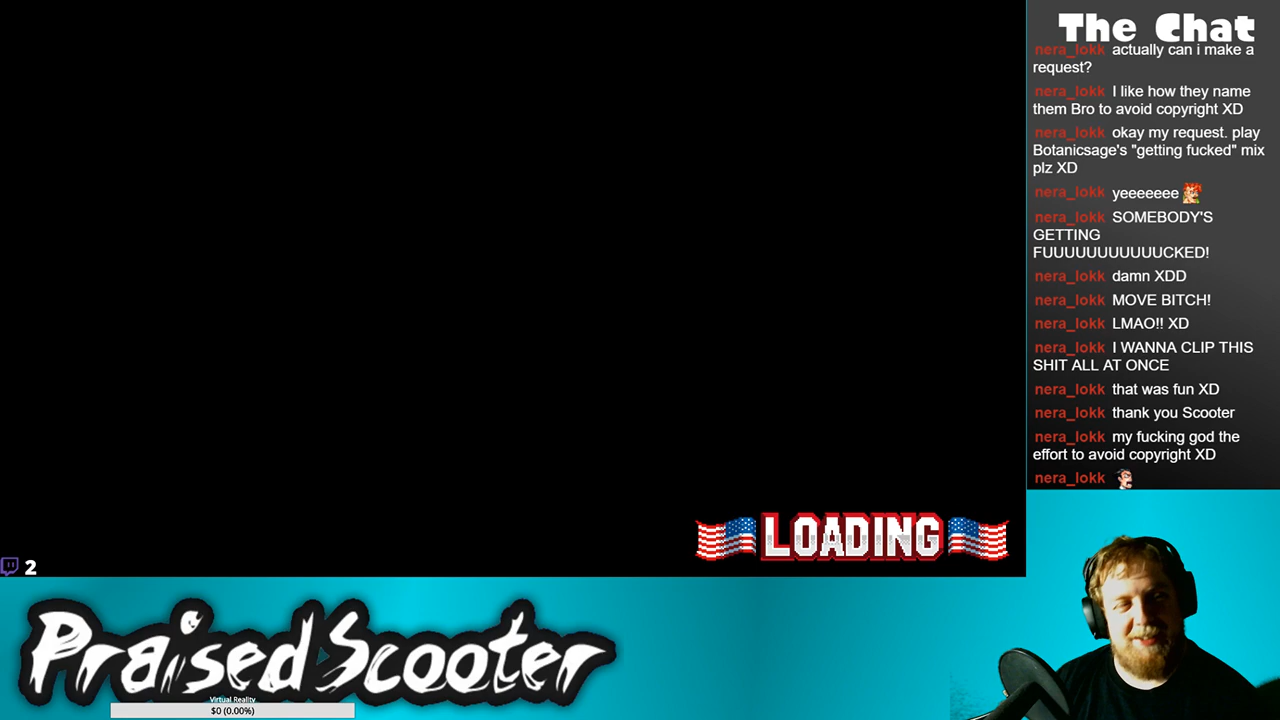 The Chat
nera_lokk actually can i make a
request?
nera_lokk I like how they name
them Bro to avoid copyright XD
nera_lokk okay my request. play
Botanicsage's "getting fucked" mix
plz XD
nera_lokk yeeeeeee
nera_lokk SOMEBODY'S
GETTING
FUUUUUUUUUUUCKED!
nera_lokk damn XDD
nera_lokk MOVE BITCH!
nera_lokk LMAO!! XD
nera_lokk I WANNA CLIP THIS
SHIT ALL AT ONCE
nera_lokk that was fun XD
nera_lokk thank you Scooter
nera_lokk my fucking god the
effort to avoid copyright XD
nera_lokk
LOADING
2
PraisedScooter
Virtual Reality
$0 (0.00%)